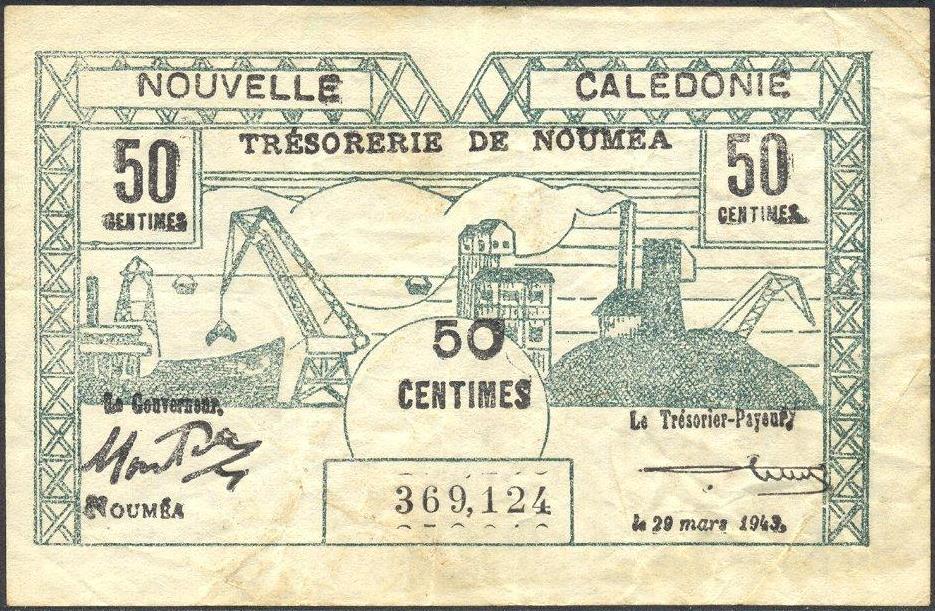 NOUVELLE CALÉDONIE
TRÉSORERIE DE NOUMÉA
50
CENTIMES
50
CENTIMES
50
CENTIMES
Le Gouverneur,
Le Trésorier-Payeur,
NOUMÉA
369,124
le 29 mars 1943.